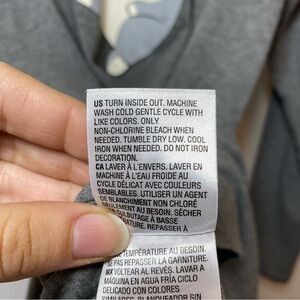 US TURN INSIDE OUT. MACHINE
WASH COLD GENTLE CYCLE WITH
LIKE COLORS. ONLY
NON-CHLORINE BLEACH WHEN
NEEDED. TUMBLE DRY LOW. COOL
IRON WHEN NEEDED. DO NOT IRON
DECORATION.
CA LAVER À L'ENVERS. LAVER EN
MACHINE À L'EAU FROIDE AU
CYCLE DÉLICAT AVEC COULEURS
SEMBLABLES. UTILISER UN AGENT
DE BLANCHIMENT NON CHLORÉ
SEULEMENT AU BESOIN. SÉCHER
CULBUTAGE À BASSE
REPASSER À
TEMPÉRATURE AU BESOIN.
PAS REPASSER LA GARNITURE.
MX VOLTEAR AL REVÉS. LAVAR A
MAQUINA EN AGUA FRIA CICLO
DELICADO CON COLORES